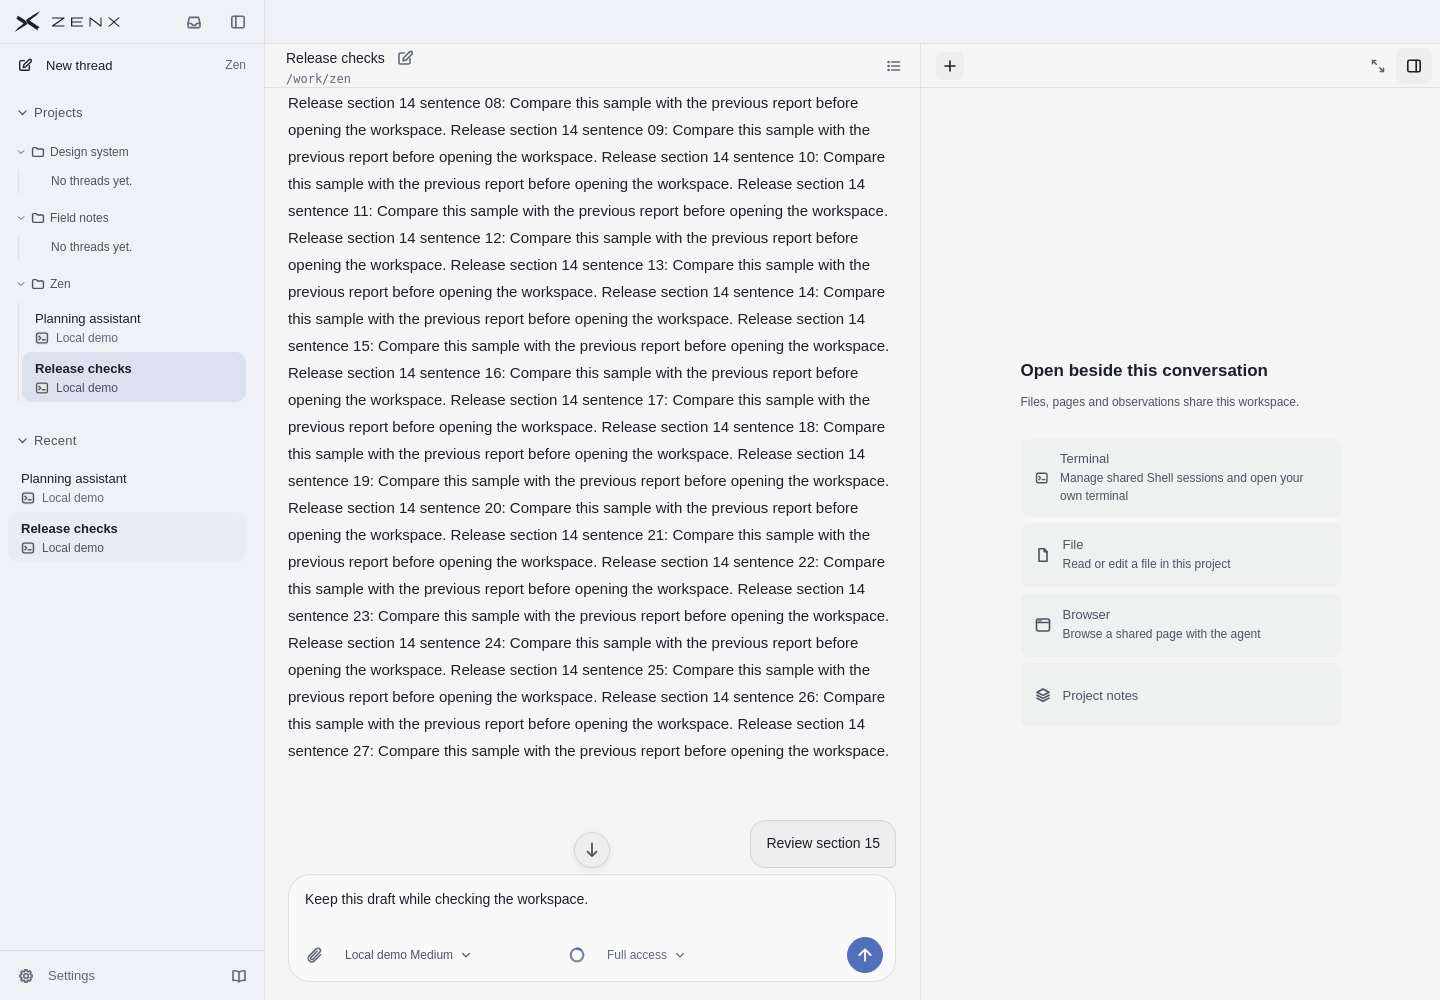 ZENX
New thread
Zen
Projects
Design system
No threads yet.
Field notes
No threads yet.
Zen
Planning assistant
Local demo
Release checks
Local demo
Recent
Planning assistant
Local demo
Release checks
Local demo
Settings
Release checks
/work/zen
Release section 14 sentence 08: Compare this sample with the previous report before
opening the workspace. Release section 14 sentence 09: Compare this sample with the
previous report before opening the workspace. Release section 14 sentence 10: Compare
this sample with the previous report before opening the workspace. Release section 14
sentence 11: Compare this sample with the previous report before opening the workspace.
Release section 14 sentence 12: Compare this sample with the previous report before
opening the workspace. Release section 14 sentence 13: Compare this sample with the
previous report before opening the workspace. Release section 14 sentence 14: Compare
this sample with the previous report before opening the workspace. Release section 14
sentence 15: Compare this sample with the previous report before opening the workspace.
Release section 14 sentence 16: Compare this sample with the previous report before
opening the workspace. Release section 14 sentence 17: Compare this sample with the
previous report before opening the workspace. Release section 14 sentence 18: Compare
this sample with the previous report before opening the workspace. Release section 14
sentence 19: Compare this sample with the previous report before opening the workspace.
Release section 14 sentence 20: Compare this sample with the previous report before
opening the workspace. Release section 14 sentence 21: Compare this sample with the
previous report before opening the workspace. Release section 14 sentence 22: Compare
this sample with the previous report before opening the workspace. Release section 14
sentence 23: Compare this sample with the previous report before opening the workspace.
Release section 14 sentence 24: Compare this sample with the previous report before
opening the workspace. Release section 14 sentence 25: Compare this sample with the
previous report before opening the workspace. Release section 14 sentence 26: Compare
this sample with the previous report before opening the workspace. Release section 14
sentence 27: Compare this sample with the previous report before opening the workspace.
Review section 15
Keep this draft while checking the workspace.
Local demo Medium
Full access
Open beside this conversation
Files, pages and observations share this workspace.
Terminal
Manage shared Shell sessions and open your
own terminal
File
Read or edit a file in this project
Browser
Browse a shared page with the agent
Project notes